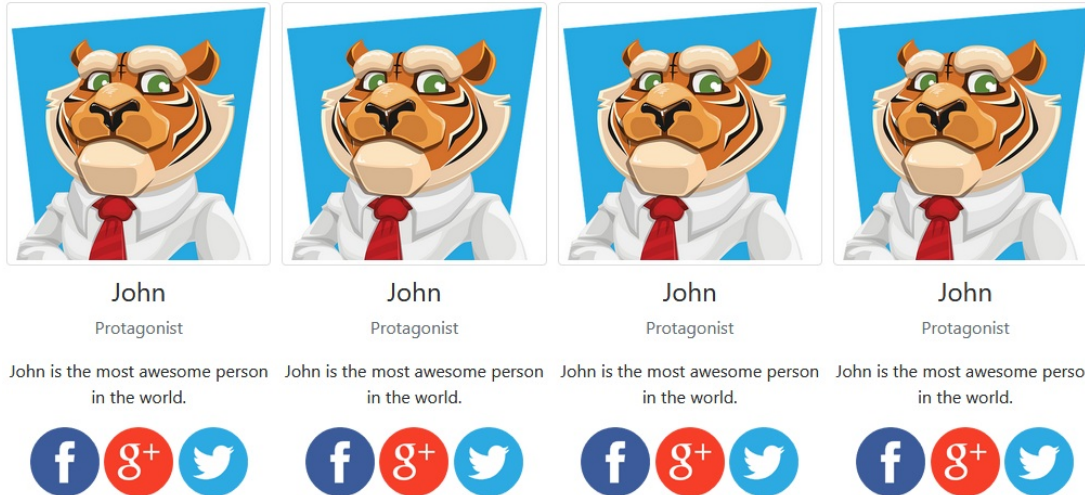 John
Protagonist
John is the most awesome person
in the world.
f g+
John
Protagonist
John is the most awesome person
in the world.
f g+
John
Protagonist
John is the most awesome person
in the world.
f g+
John
Protagonist
John is the most awesome perso
in the world.
f g+